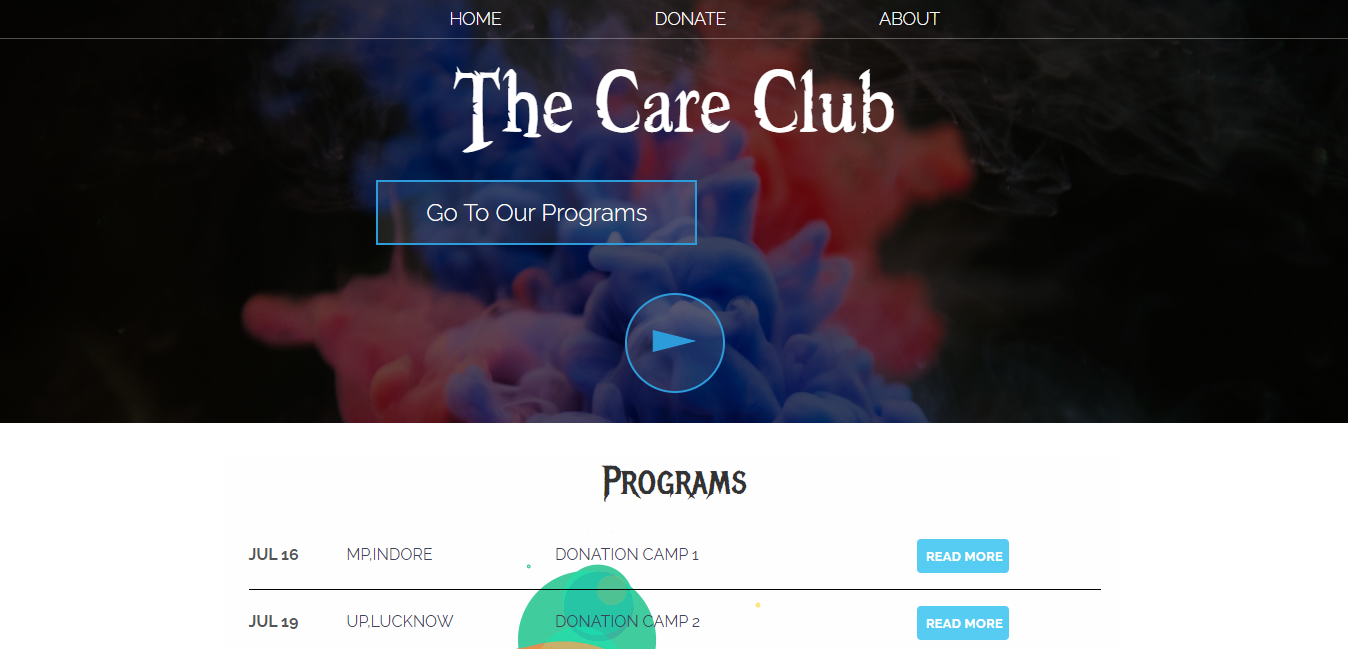 HOME DONATE ABOUT
The Care Club
Go To Our Programs
Programs
JUL 16 MP,INDORE DONATION CAMP 1 READ MORE
JUL 19 UP,LUCKNOW DONATION CAMP 2 READ MORE